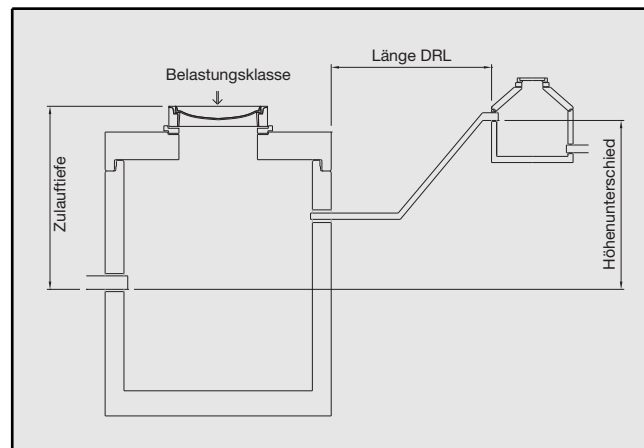 Länge DRL
Belastungsklasse
Zulauftiefe
Höhenunterschied